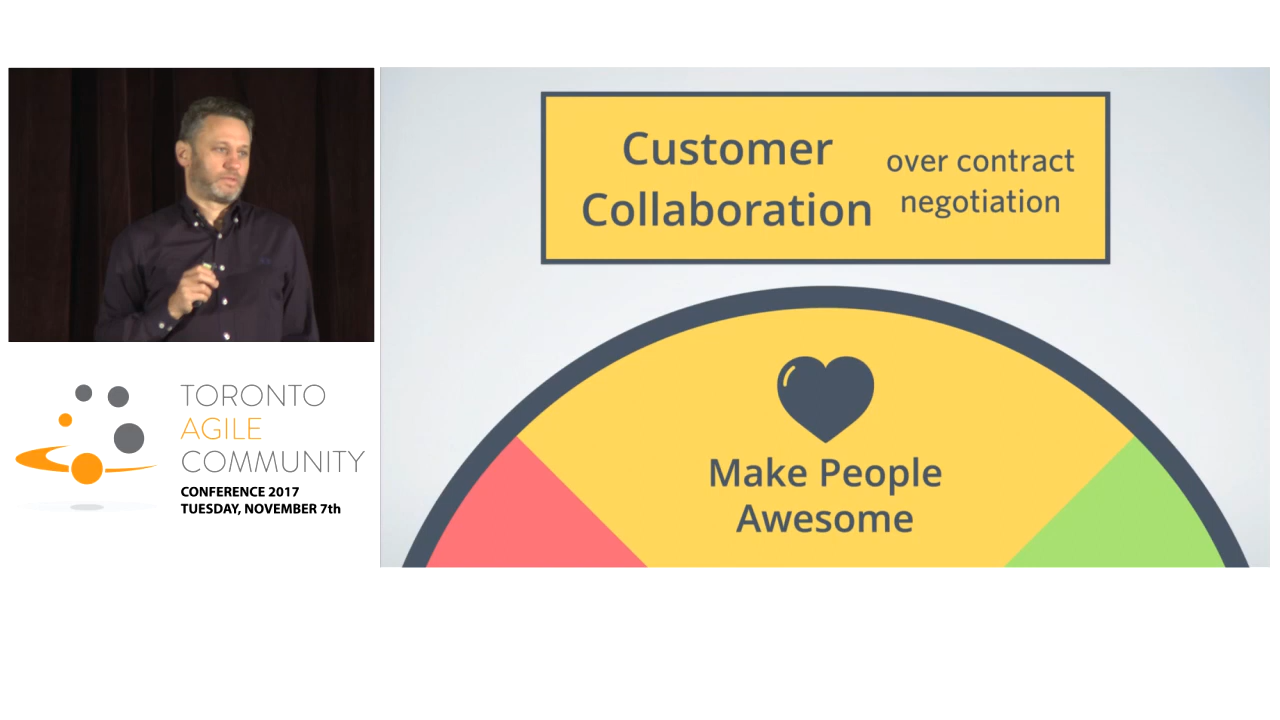 Customer
Collaboration
over contract
negotiation
Make People
Awesome
TORONTO
AGILE
COMMUNITY
CONFERENCE 2017
TUESDAY, NOVEMBER 7th